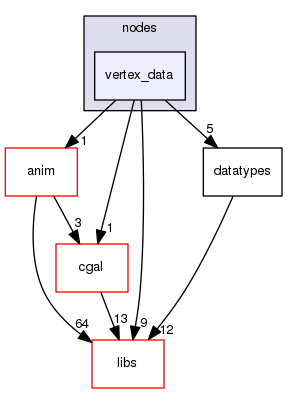 nodes
vertex_data
5
1
anim
datatypes
3
1
cgal
64
13
9
12
libs